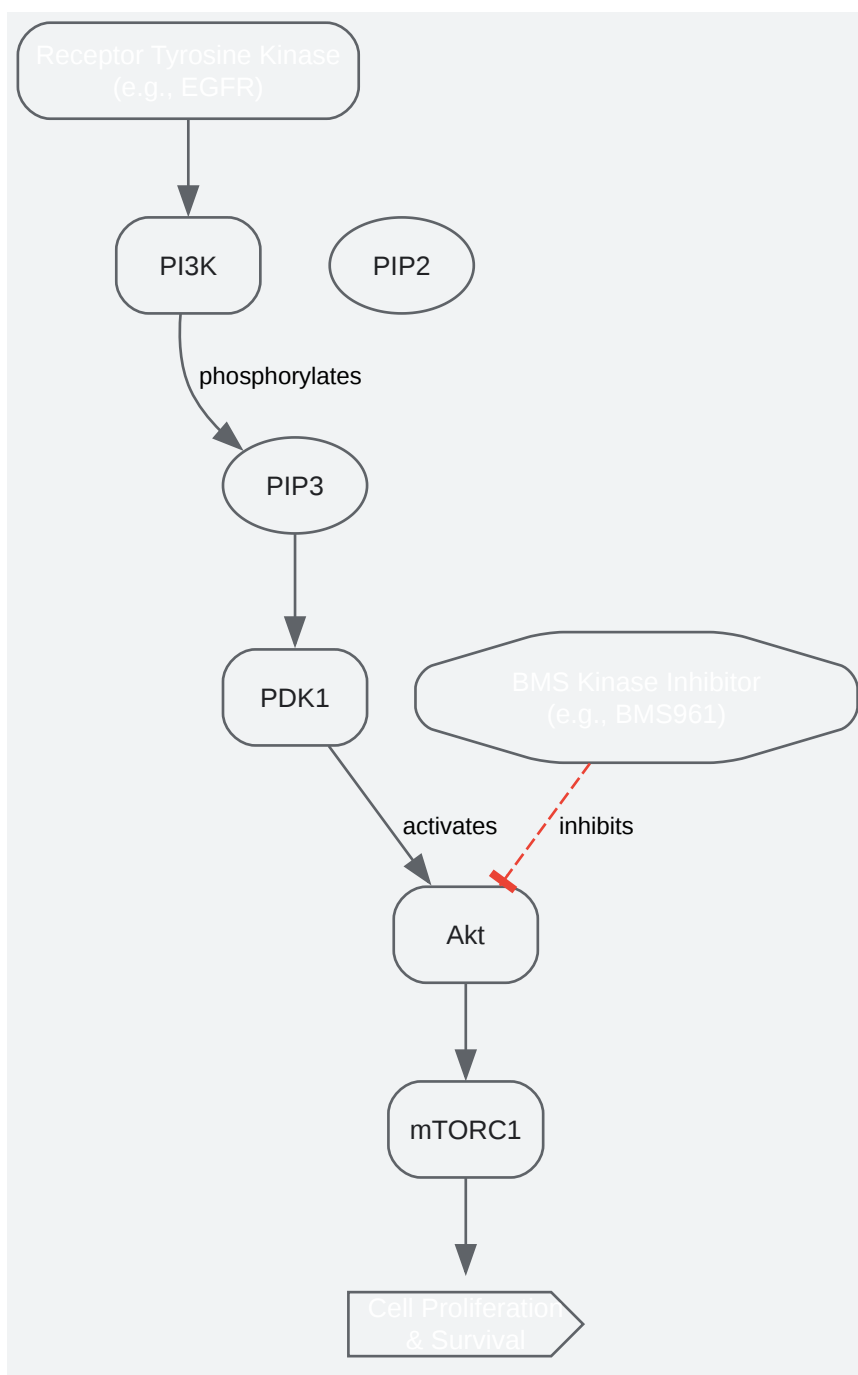 Receptor Tyrosine Kinase
(e.g., EGFR)
PI3K
PIP2
phosphorylates
PIP3
PDK1
BMS Kinase Inhibitor
(e.g., BMS961)
activates
inhibits
Akt
mTORC1
Cell Proliferation
& Survival